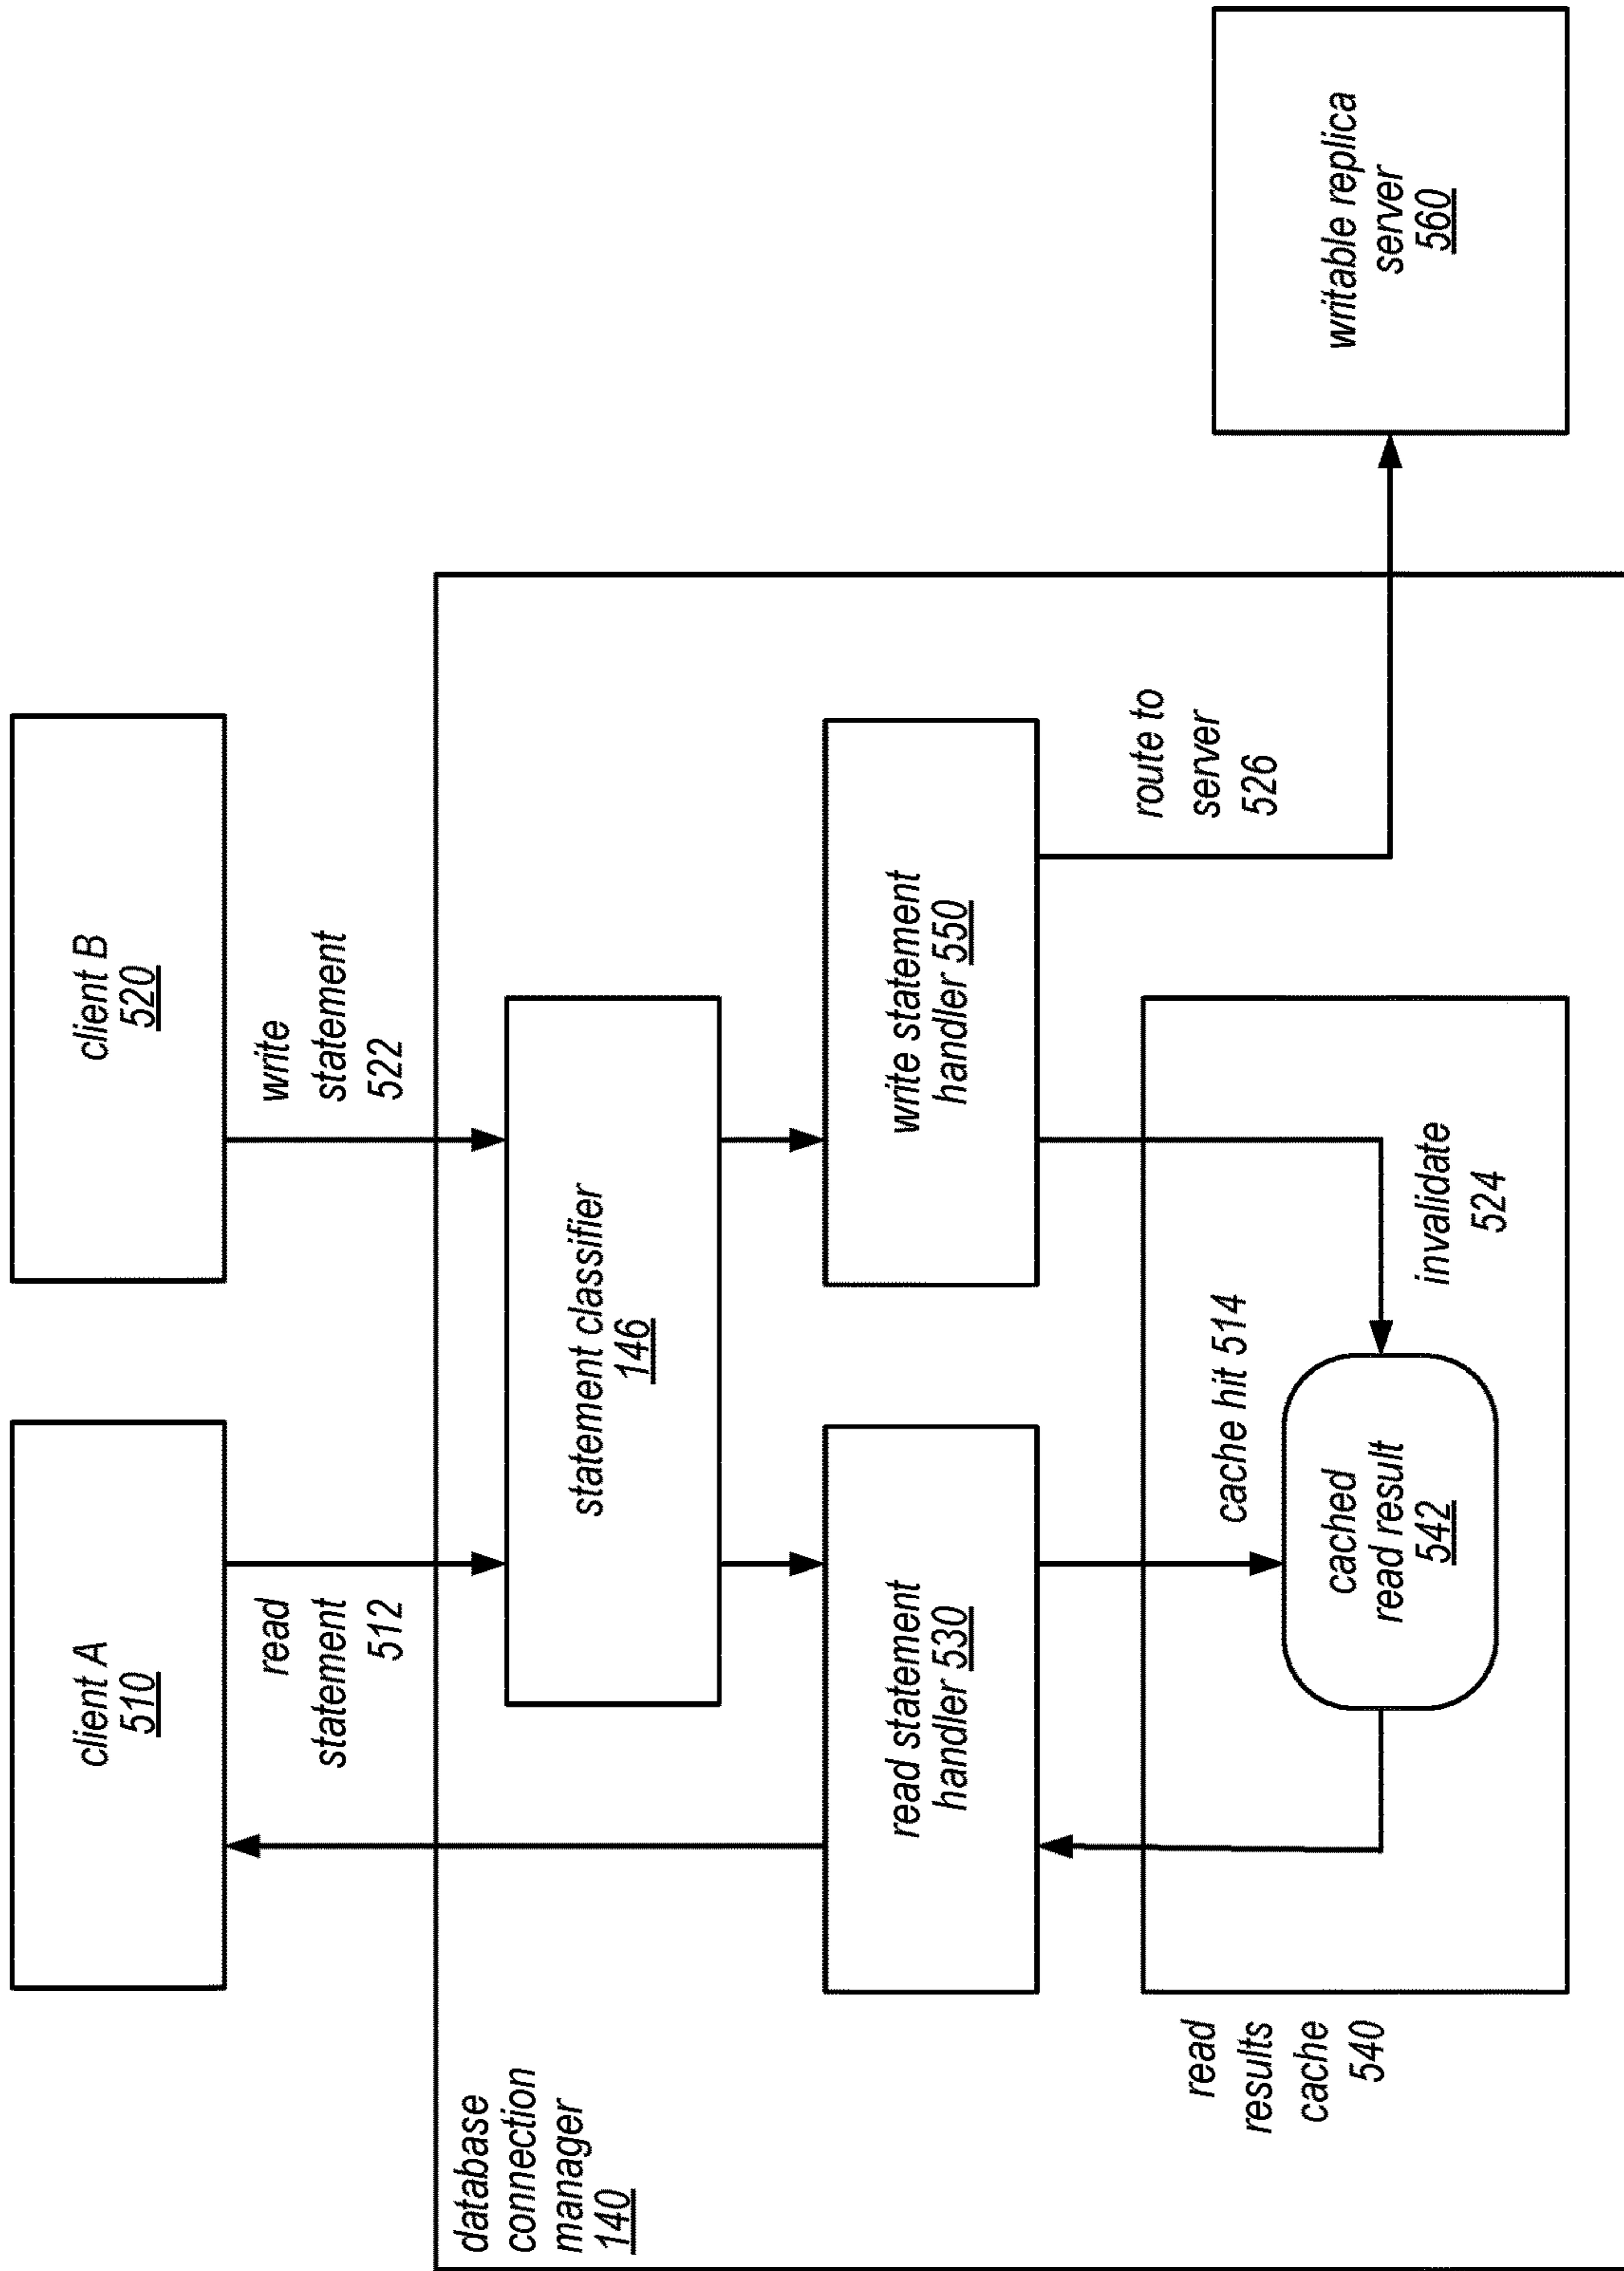 client A
510
client B
520
read
statement
512
write
statement
522
database
connection
manager
140
statement classifier
146
read statement
handler 530
write statement
handler 550
route to
server
526
read
results
cache
540
cache hit 514
cached
read result
542
invalidate
524
writable replica
server
560